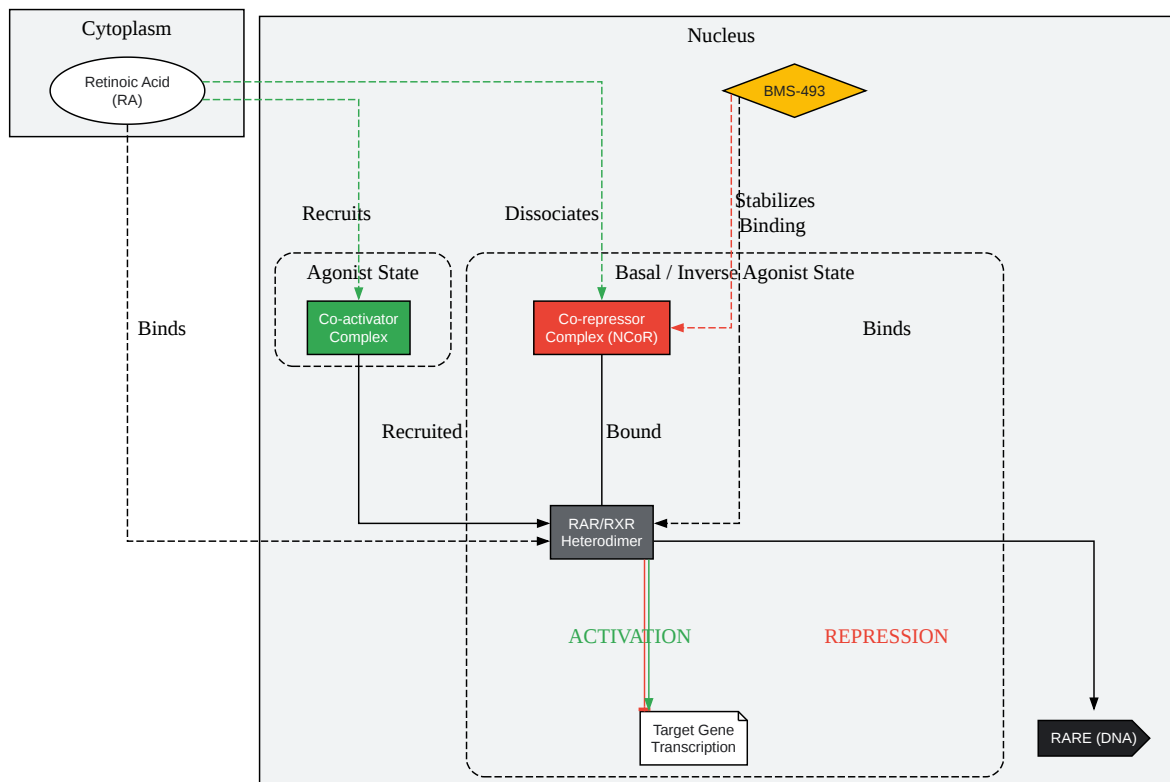 Cytoplasm
Nucleus
Retinoic Acid
(RA)
BMS-493
Recruits
Dissociates
Stabilizes
Binding
Agonist State
Basal / Inverse Agonist State
Co-activator
Complex
Co-repressor
Complex (NCoR)
Binds
Binds
Recruited
Bound
RAR/RXR
Heterodimer
ACTIVATION
REPRESSION
Target Gene
Transcription
RARE (DNA)